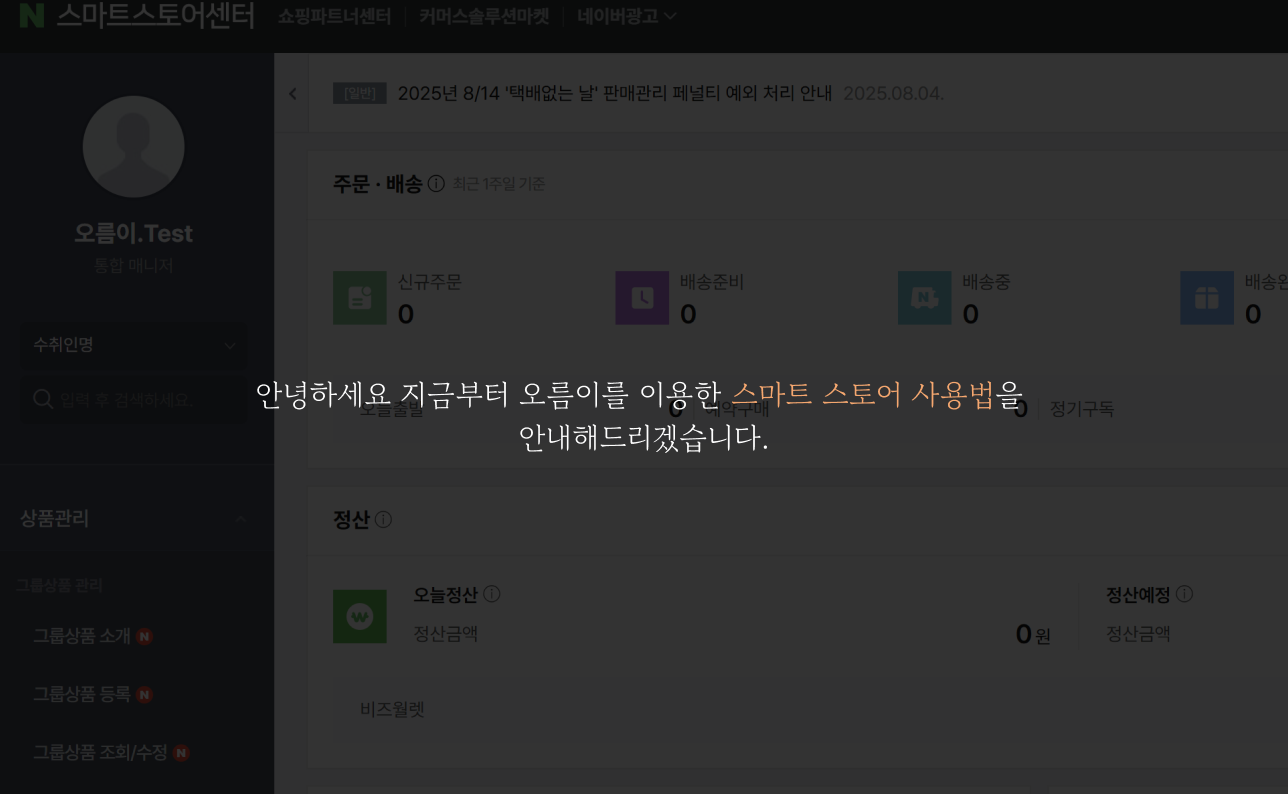 N 스마트스토어센터 쇼핑파트너센터 커머스솔루션마켓 네이버광고
[일반] 2025년 8/14 '택배없는 날' 판매관리 페널티 예외 처리 안내 2025.08.04.
오름이.Test
통합 매니저
수취인명
입력 후 검색하세요.
상품관리
그룹상품 관리
그룹상품 소개 N
그룹상품 등록 N
그룹상품 조회/수정 N
주문 · 배송 최근 1주일 기준
신규주문 배송준비 배송중
0 0 0 0
안녕하세요 지금부터 오름이를 이용한 스마트 스토어 사용법을
안내해드리겠습니다.
오늘출발 0 예약구매 0 정기구독
정산
오늘정산 정산예정
정산금액 0원 정산금액
비즈월렛